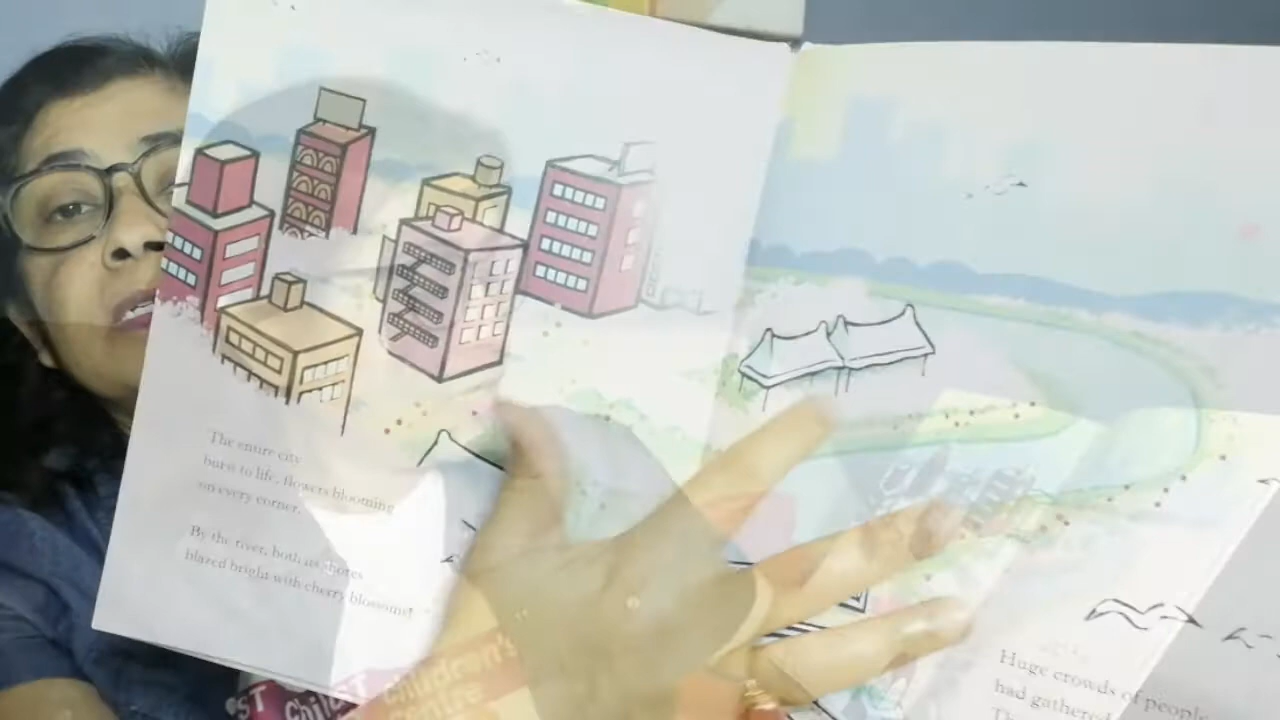 The entire city
burst to life, flowers blooming
on every corner.
By the river, both its shores
blazed bright with cherry blossoms!
Huge crowds of people
had gathered
ST
Children's